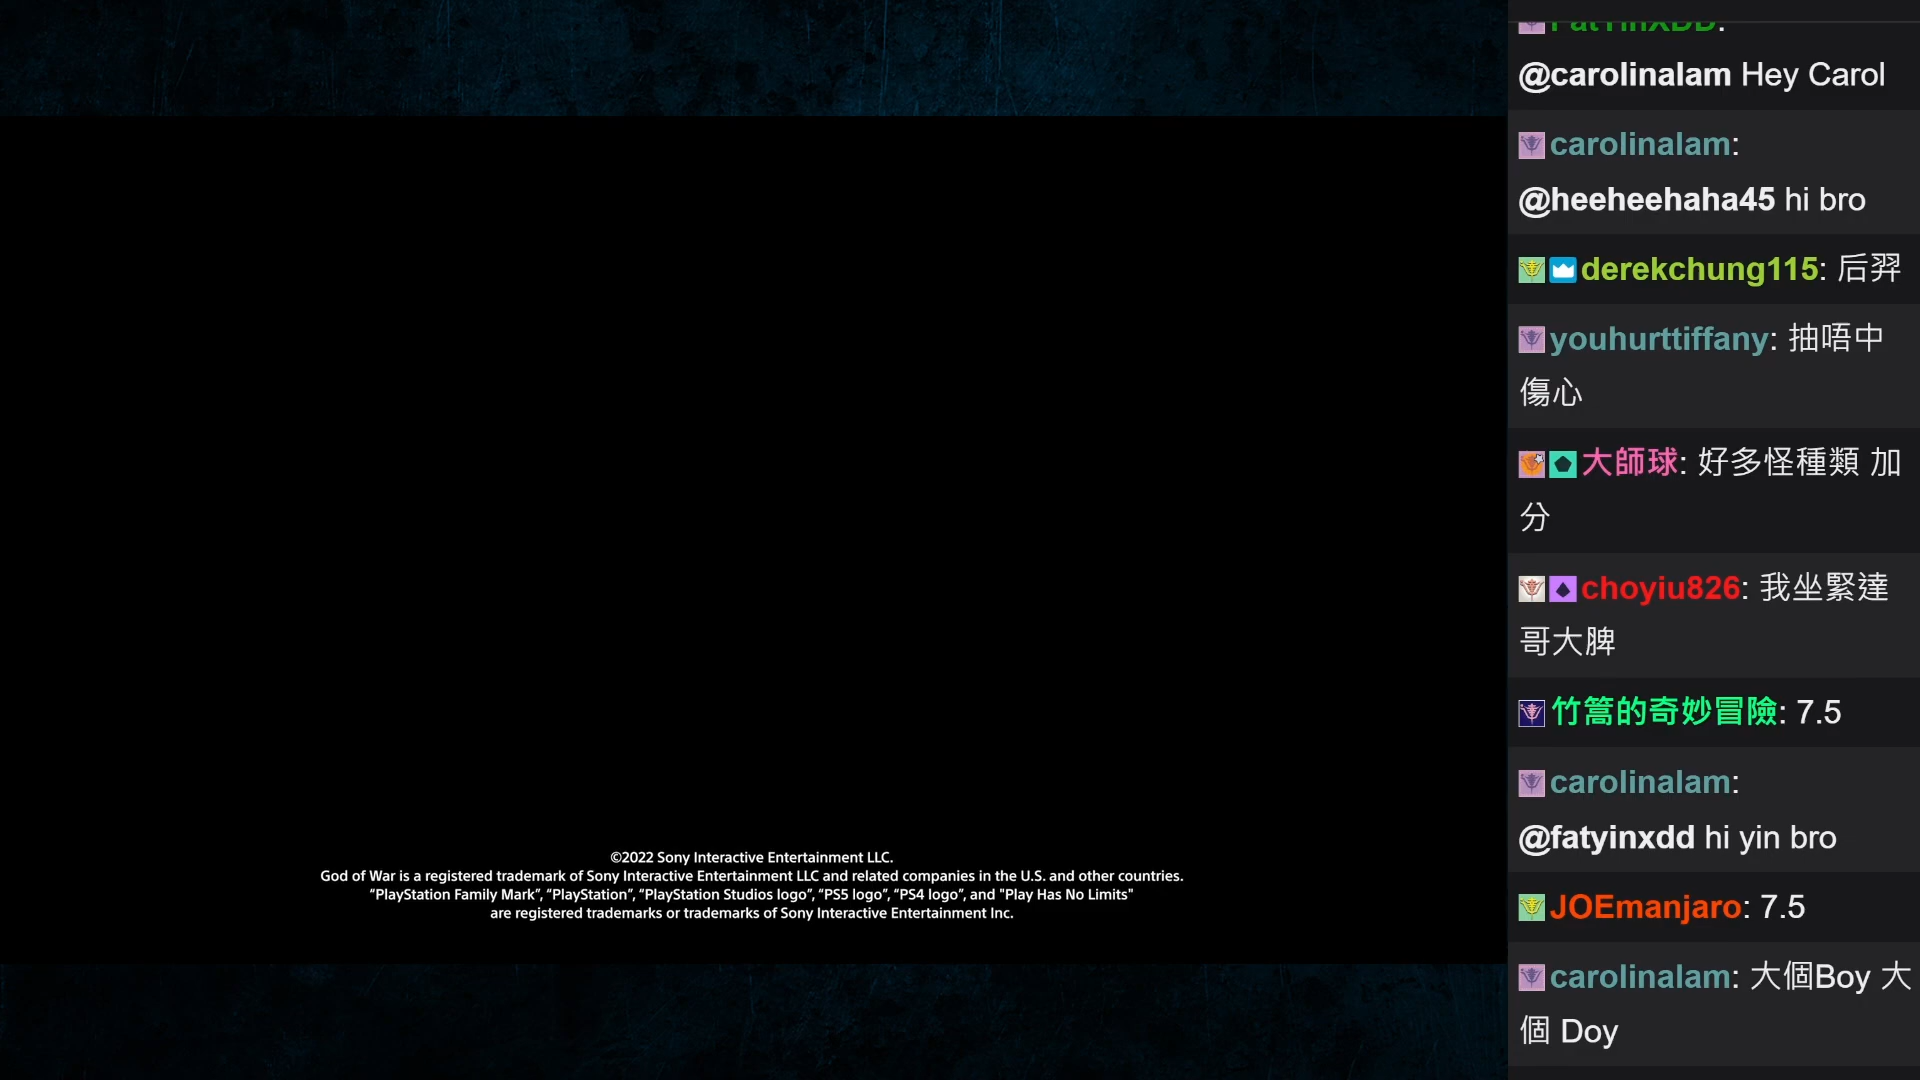 ©2022 Sony Interactive Entertainment LLC.
God of War is a registered trademark of Sony Interactive Entertainment LLC and related companies in the U.S. and other countries.
“PlayStation Family Mark”, “PlayStation”, “PlayStation Studios logo”, “PS5 logo”, “PS4 logo”, and "Play Has No Limits"
are registered trademarks or trademarks of Sony Interactive Entertainment Inc.
FatYinXDD:
@carolinalam Hey Carol
carolinalam:
@heeheehaha45 hi bro
derekchung115: 后羿
youhurttiffany: 抽唔中
傷心
大師球: 好多怪種類 加
分
choyiu826: 我坐緊達
哥大脾
竹篙的奇妙冒險: 7.5
carolinalam:
@fatyinxdd hi yin bro
JOEmanjaro: 7.5
carolinalam: 大個Boy 大
個 Doy